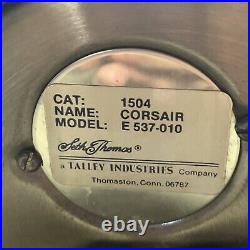 CAT: 1504
NAME: CORSAIR
MODEL: E 537-010
Seth Thomas®
a TALLEY INDUSTRIES Company
Thomaston, Conn. 06787